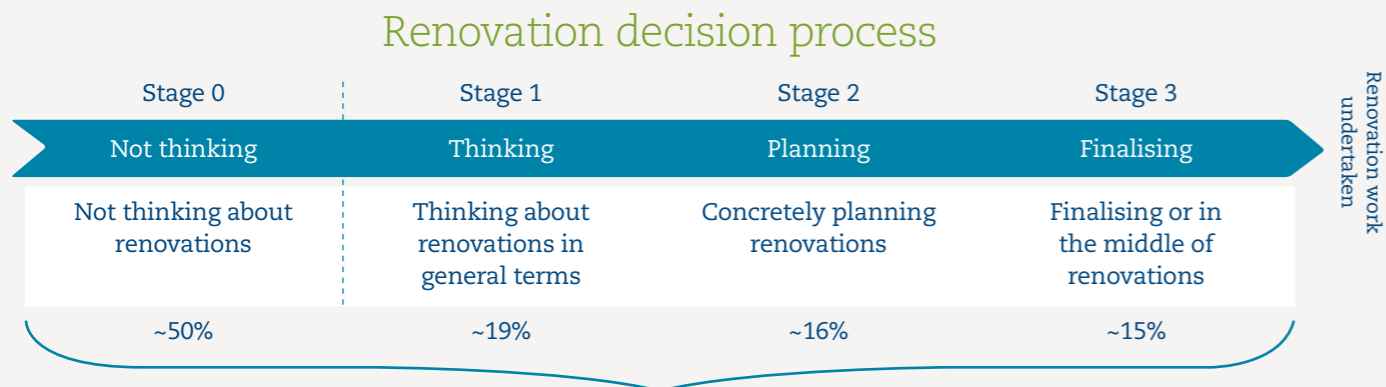 Renovation decision process
Stage 0
Stage 1
Stage 2
Stage 3
Not thinking
Thinking
Planning
Finalising
Renovation work
undertaken
Not thinking about
renovations
Thinking about
renovations in
general terms
Concretely planning
renovations
Finalising or in
the middle of
renovations
~50%
~19%
~16%
~15%